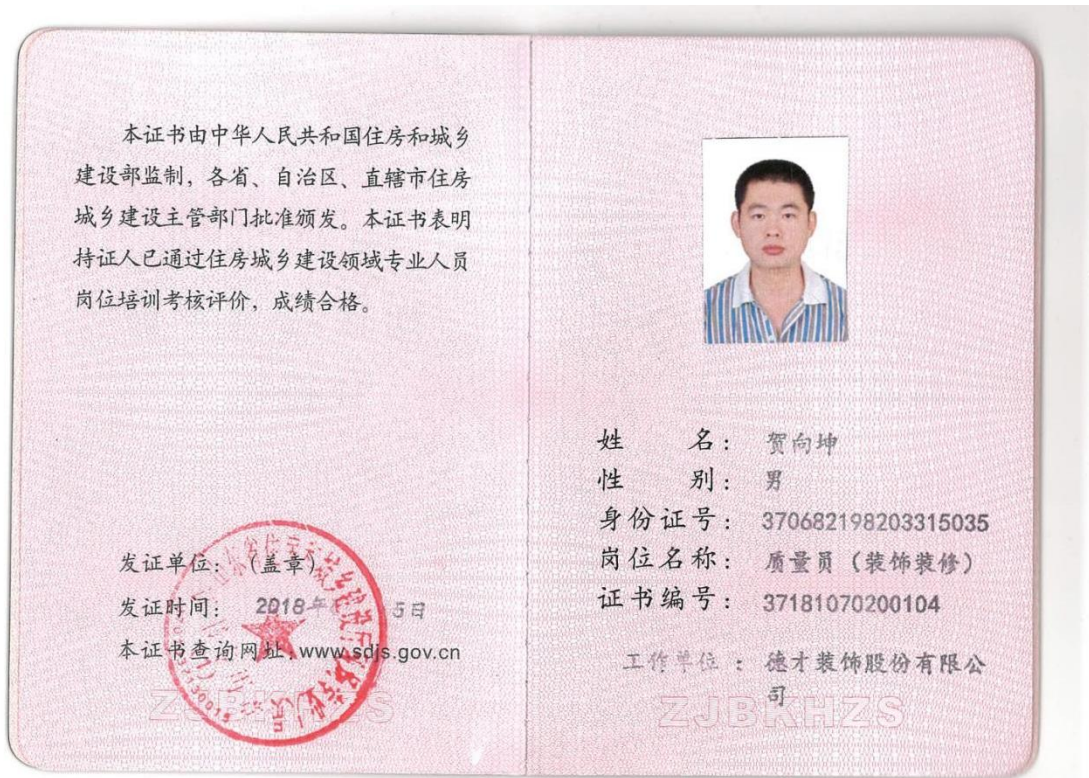 本证书由中华人民共和国住房和城乡
建设部监制，各省、自治区、直辖市住房
城乡建设主管部门批准颁发。本证书表明
持证人已通过住房城乡建设领域专业人员
岗位培训考核评价，成绩合格。
发证单位：（盖章）
发证时间： 2018年 5日
本证书查询网址：www.sdjs.gov.cn
ZJBKHZS
姓 名： 贺向坤
性 别： 男
身份证号： 370682198203315035
岗位名称： 质量员（装饰装修）
证书编号： 37181070200104
工作单位： 德才装饰股份有限公
司
ZJBKHZS